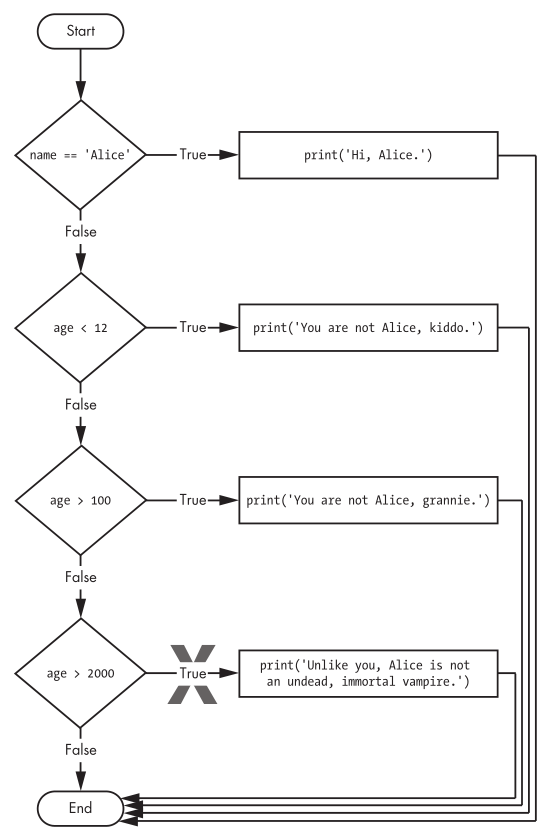 Start
name == 'Alice'
True
print('Hi, Alice.')
False
age < 12
True
print('You are not Alice, kiddo.')
False
age > 100
True
print('You are not Alice, grannie.')
False
age > 2000
True
print('Unlike you, Alice is not
an undead, immortal vampire.')
False
End